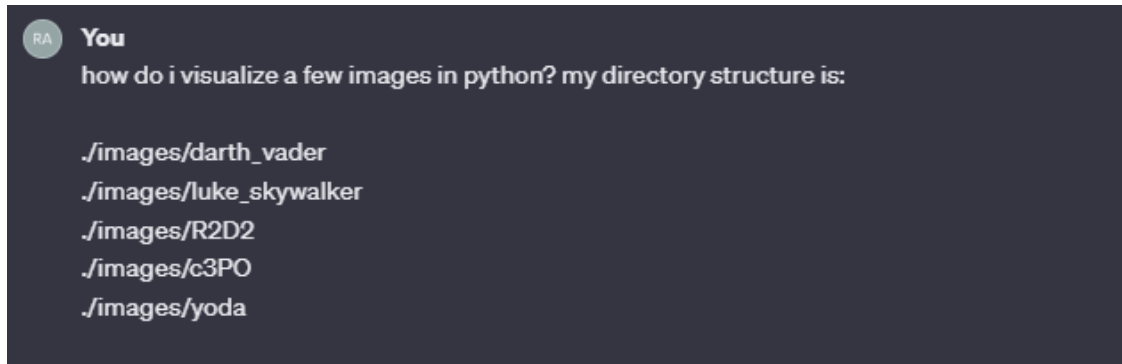 RA
You
how do i visualize a few images in python? my directory structure is:
./images/darth_vader
./images/luke_skywalker
./images/R2D2
./images/c3PO
./images/yoda